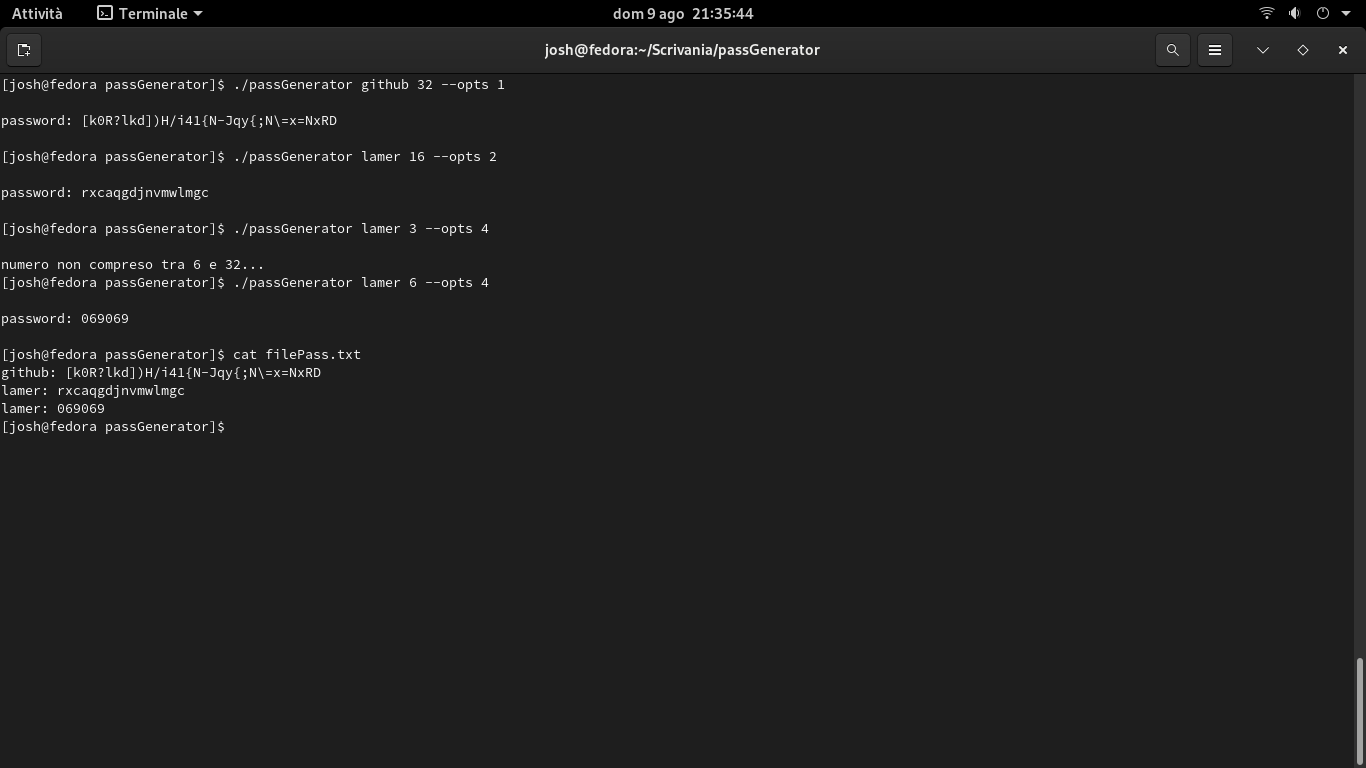 Attività Terminale dom 9 ago 21:35:44
josh@fedora:~/Scrivania/passGenerator
[josh@fedora passGenerator]$ ./passGenerator github 32 --opts 1
password: [k0R?lkd])H/i41{N-Jqy{;N\=x=NxRD
[josh@fedora passGenerator]$ ./passGenerator lamer 16 --opts 2
password: rxcaqgdjnvmwlmgc
[josh@fedora passGenerator]$ ./passGenerator lamer 3 --opts 4
numero non compreso tra 6 e 32...
[josh@fedora passGenerator]$ ./passGenerator lamer 6 --opts 4
password: 069069
[josh@fedora passGenerator]$ cat filePass.txt
github: [k0R?lkd])H/i41{N-Jqy{;N\=x=NxRD
lamer: rxcaqgdjnvmwlmgc
lamer: 069069
[josh@fedora passGenerator]$